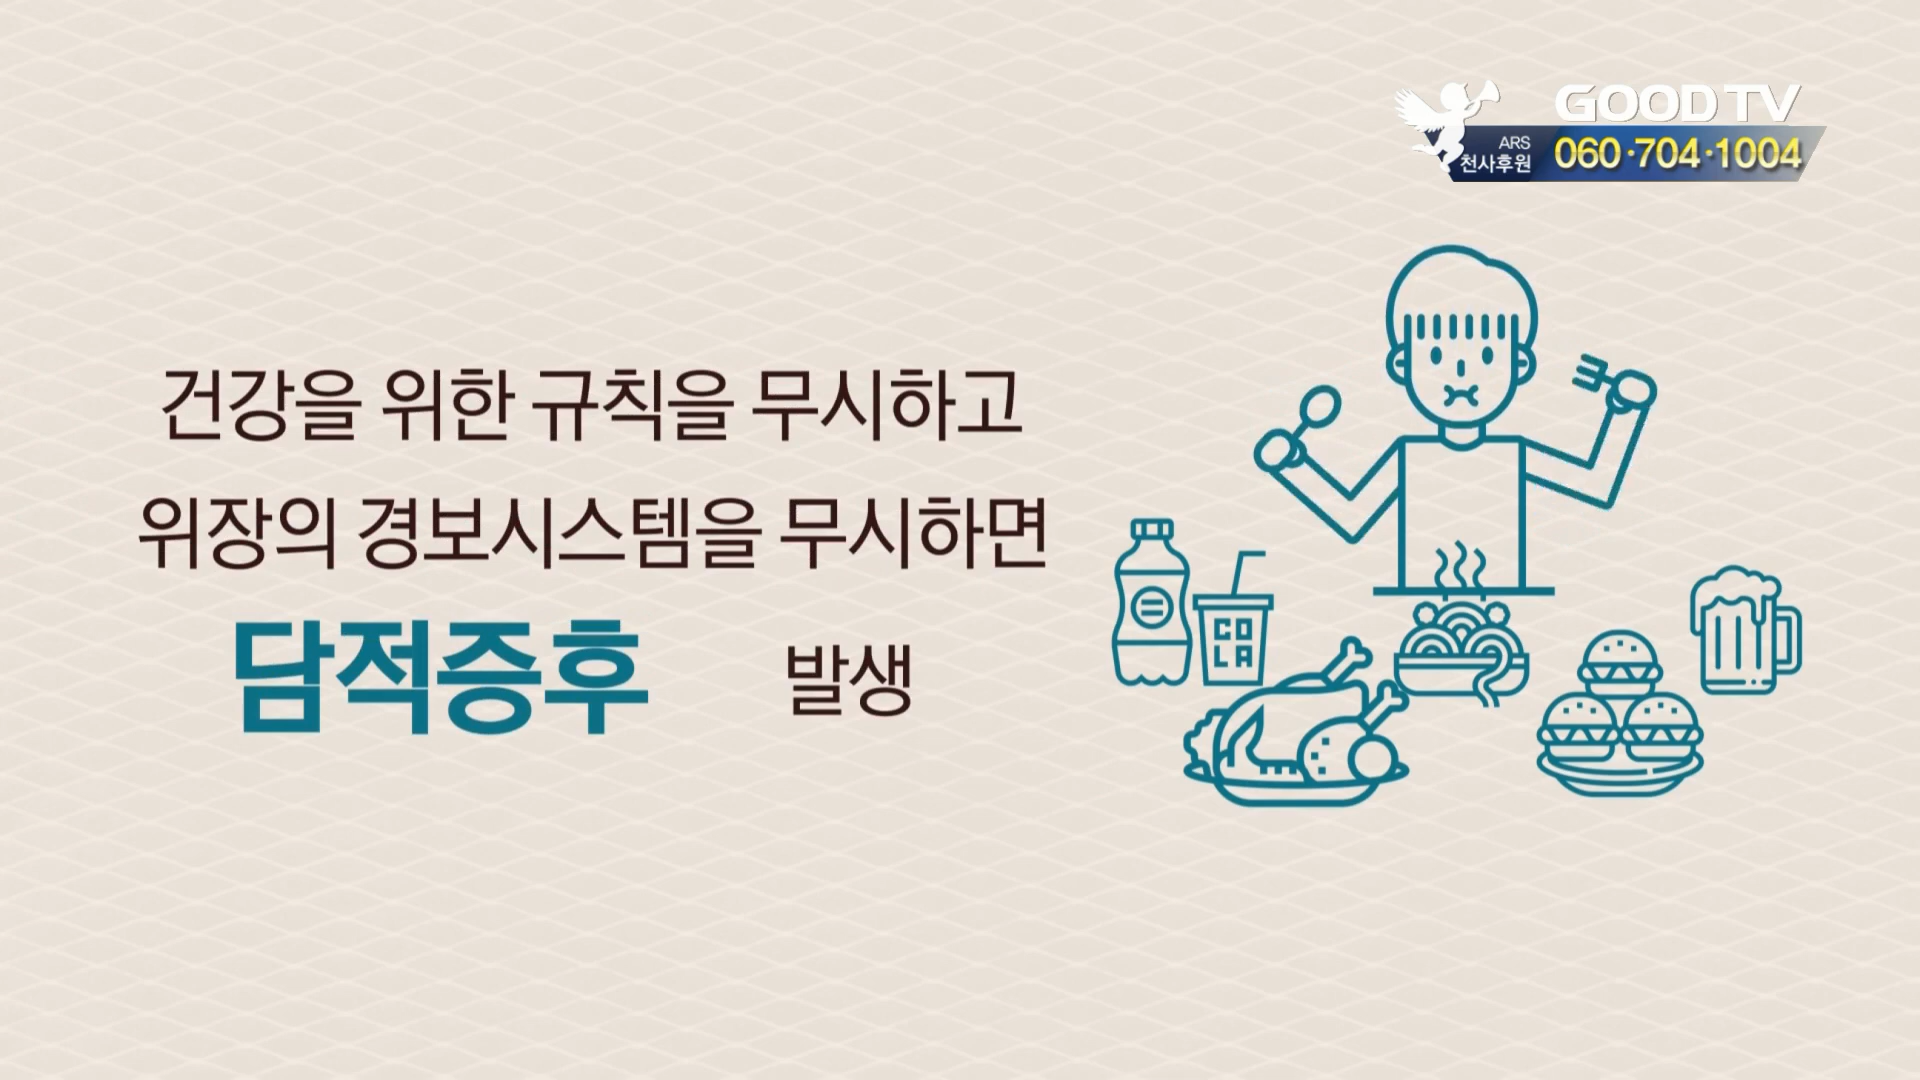 GOOD TV
ARS
천사후원 060·704·1004
건강을 위한 규칙을 무시하고
위장의 경보시스템을 무시하면
담적증후 발생
CO
LA